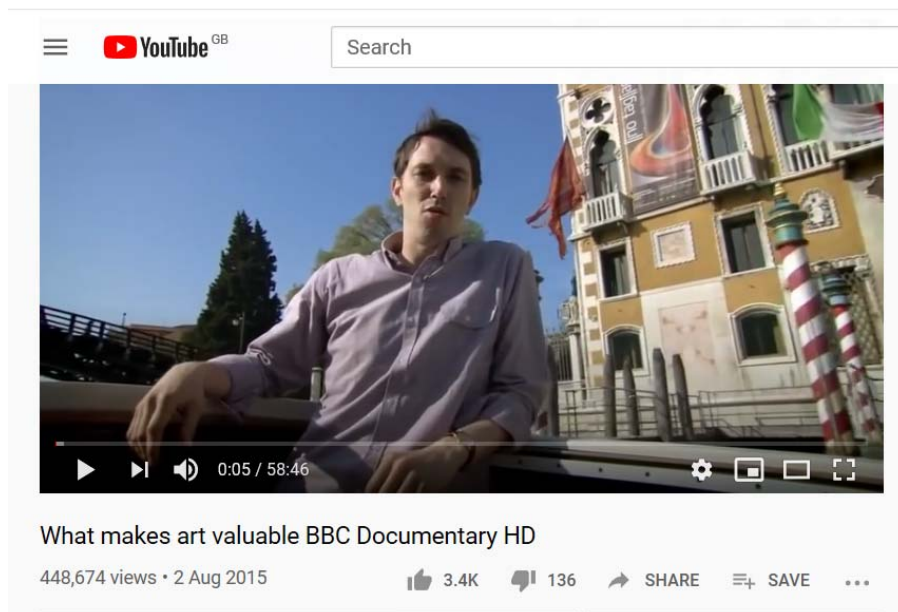 YouTube GB
Search
0:05 / 58:46
What makes art valuable BBC Documentary HD
448,674 views • 2 Aug 2015
3.4K 136 SHARE SAVE